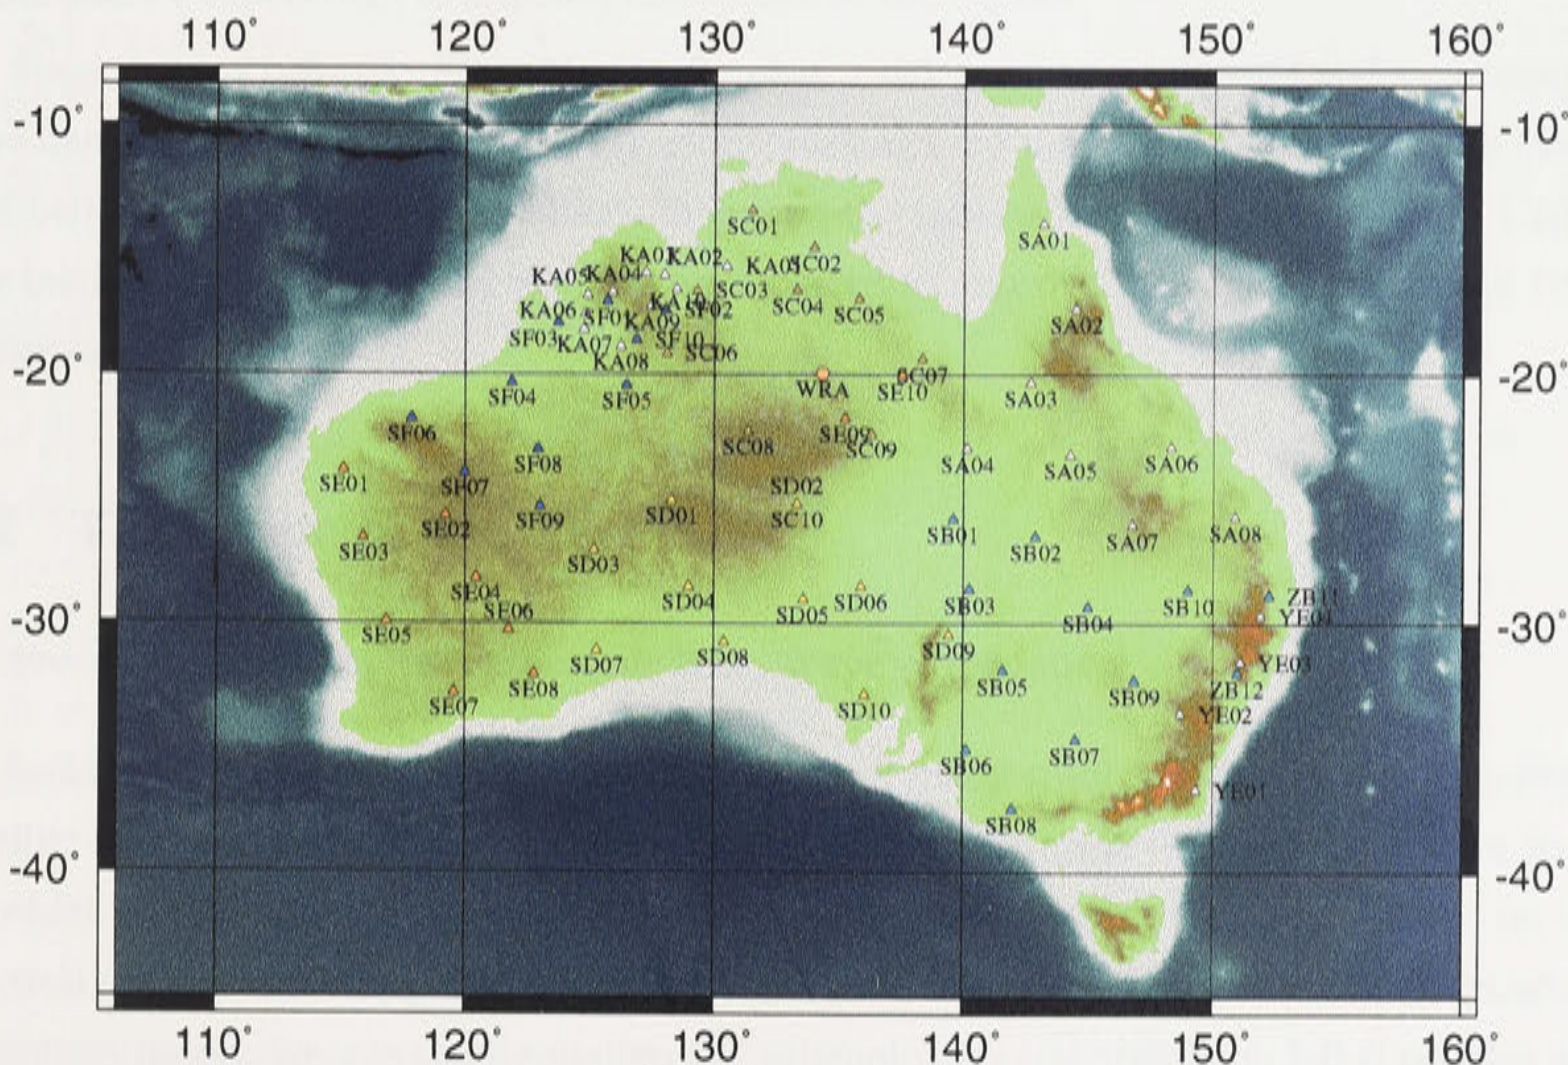 110° 120° 130° 140° 150° 160°
-10° -10°
SC01
SA01
KA03 KA02 KA01 SC02
KA05 KA04
SC03
KA06 SF01 KA10 SF02 SC04 SC05
KA09 SA02
SF03 KA07 SF10 SC06
KA08
-20° SC07 -20°
SF04 SF05 WRA SE10 SA03
SF06 SC08 SE09
SC09
SE01 SF08 SA04 SA05 SA06
SF07 SD02
SE02 SF09 SD01 SC10
SE03 SD03 SB01 SB02 SA07 SA08
SE04 SD04 SD05 SD06 SB03 SB10 ZB11
SE06 SB04 YE04
-30° SE05 -30°
SD07 SD08 SD09 YE03
SE07 SE08 SD10 SB05 SB09 ZB12
YE02
SB06 SB07
YE01
SB08
-40° -40°
110° 120° 130° 140° 150° 160°